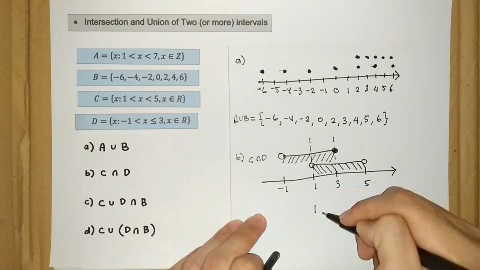 • Intersection and Union of Two (or more) intervals
A = {x: 1 < x < 7, x ∈ Z}
B = {−6, −4, −2, 0, 2, 4, 6}
C = {x: 1 < x < 5, x ∈ R}
D = {x: −1 < x ≤ 3, x ∈ R}
a) A ∪ B
b) C ∩ D
c) C ∪ D ∩ B
d) C ∪ (D ∩ B)
a)
-6 -5 -4 -3 -2 -1 0 1 2 3 4 5 6
AUB = {-6, -4, -2, 0, 2, 3, 4, 5, 6}
b) C ∩ D
-1 1 3 5